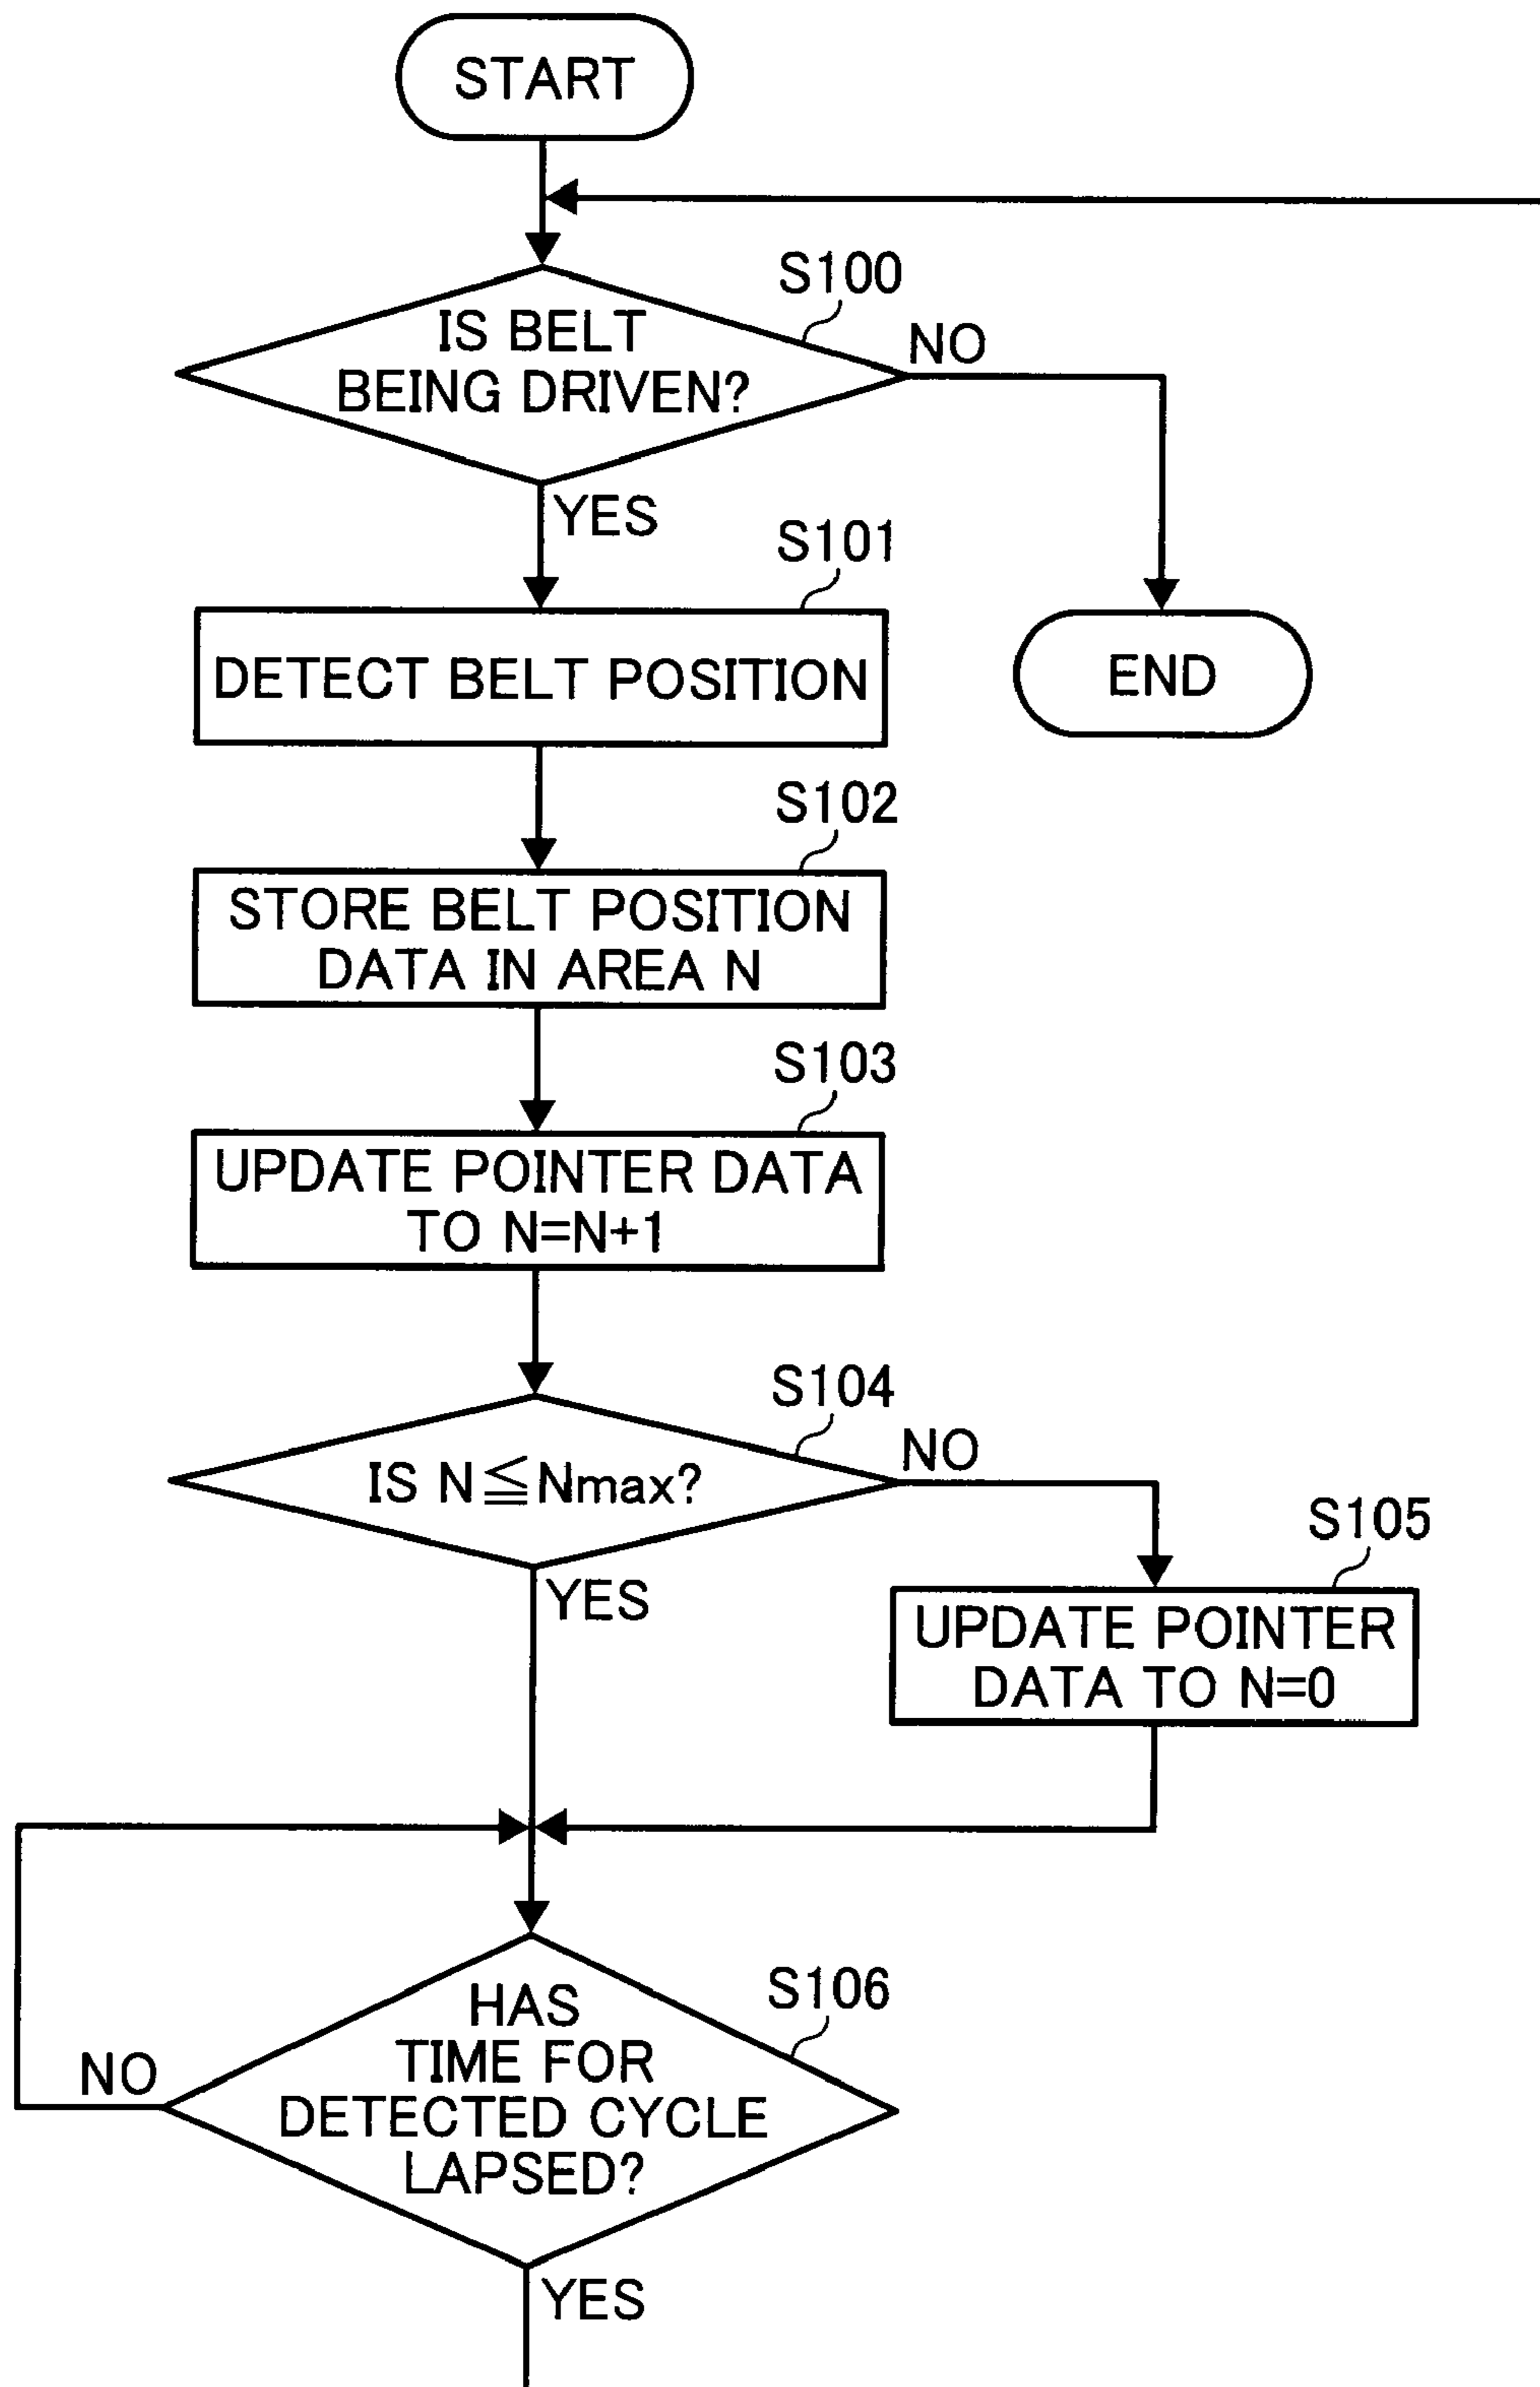 START
S100
IS BELT
BEING DRIVEN?
NO
YES
S101
DETECT BELT POSITION
END
S102
STORE BELT POSITION
DATA IN AREA N
S103
UPDATE POINTER DATA
TO N=N+1
S104
IS N≦Nmax?
NO
YES
S105
UPDATE POINTER
DATA TO N=0
S106
HAS
TIME FOR
DETECTED CYCLE
LAPSED?
NO
YES